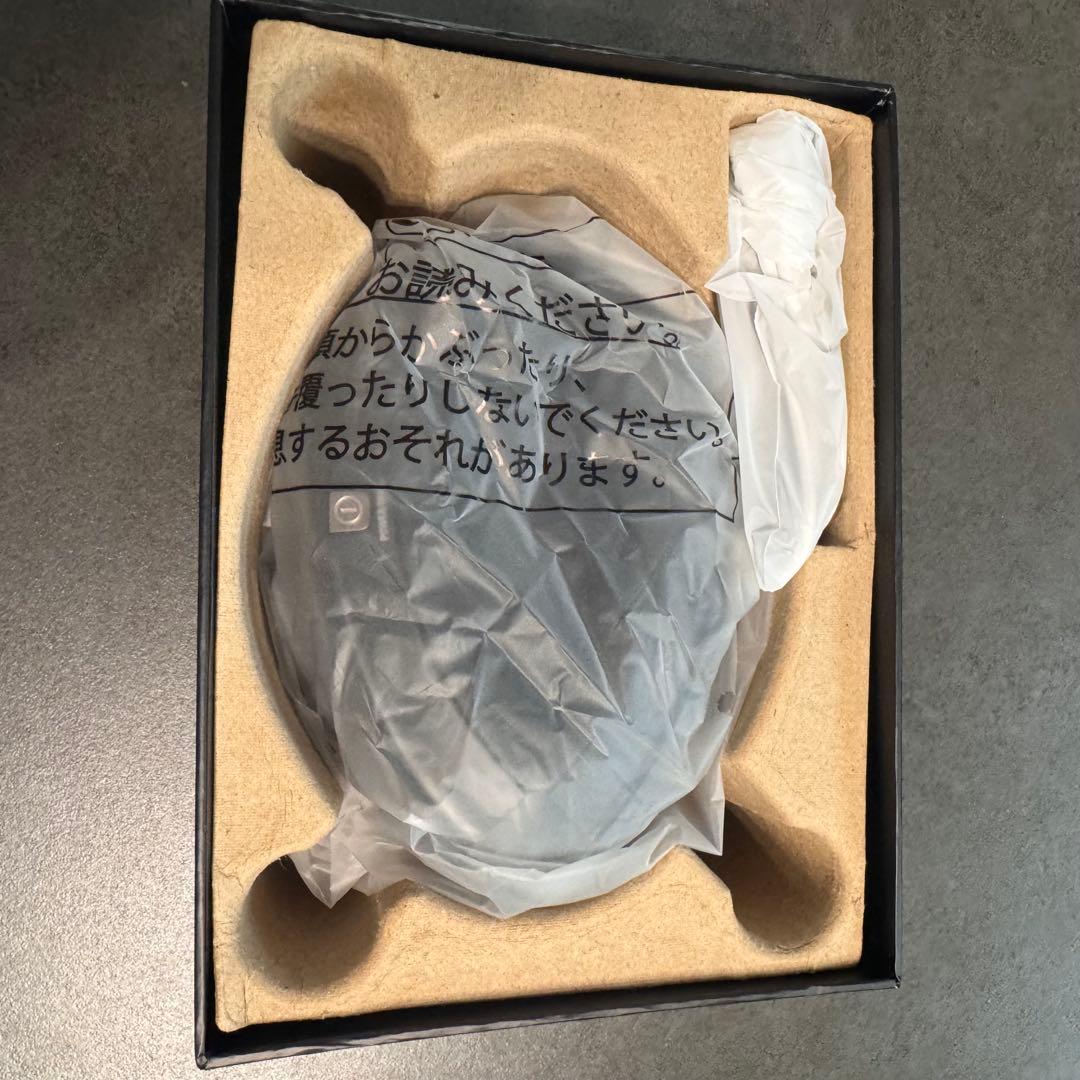 お読みください。
頭からかぶったり、
覆ったりしないでください。
息するおそれがあります。